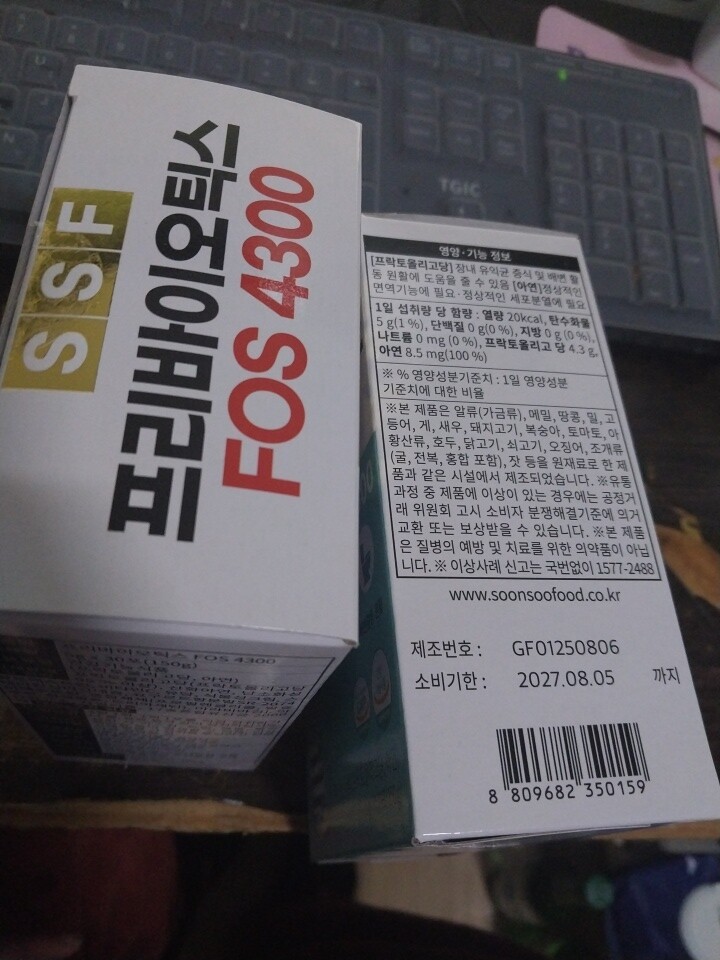 SSF
프리바이오틱스
FOS 4300
TGIC
영양·기능 정보
[프락토올리고당] 장내 유익균 증식 및 배변 활
동 원활에 도움을 줄 수 있음 [아연]정상적인
면역기능에 필요·정상적인 세포분열에 필요
1일 섭취량 당 함량 : 열량 20kcal, 탄수화물
5 g(1 %), 단백질 0 g(0 %), 지방 0 g (0 %),
나트륨 0 mg (0 %), 프락토올리고 당 4.3 g,
아연 8.5 mg(100 %)
※ % 영양성분기준치 : 1일 영양성분
기준치에 대한 비율
※본 제품은 알류(가금류), 메밀, 땅콩, 밀, 고
등어, 게, 새우, 돼지고기, 복숭아, 토마토, 아
황산류, 호두, 닭고기, 쇠고기, 오징어, 조개류
(굴, 전복, 홍합 포함), 잣 등을 원재료로 한 제
품과 같은 시설에서 제조되었습니다. ※유통
과정 중 제품에 이상이 있는 경우에는 공정거
래 위원회 고시 소비자 분쟁해결기준에 의거
교환 또는 보상받을 수 있습니다. ※본 제품
은 질병의 예방 및 치료를 위한 의약품이 아닙
니다. ※ 이상사례 신고는 국번없이 1577-2488
www.soonsoofood.co.kr
제조번호 : GF01250806
소비기한 : 2027.08.05 까지
8 809682 350159
프리바이오틱스 FOS 4300